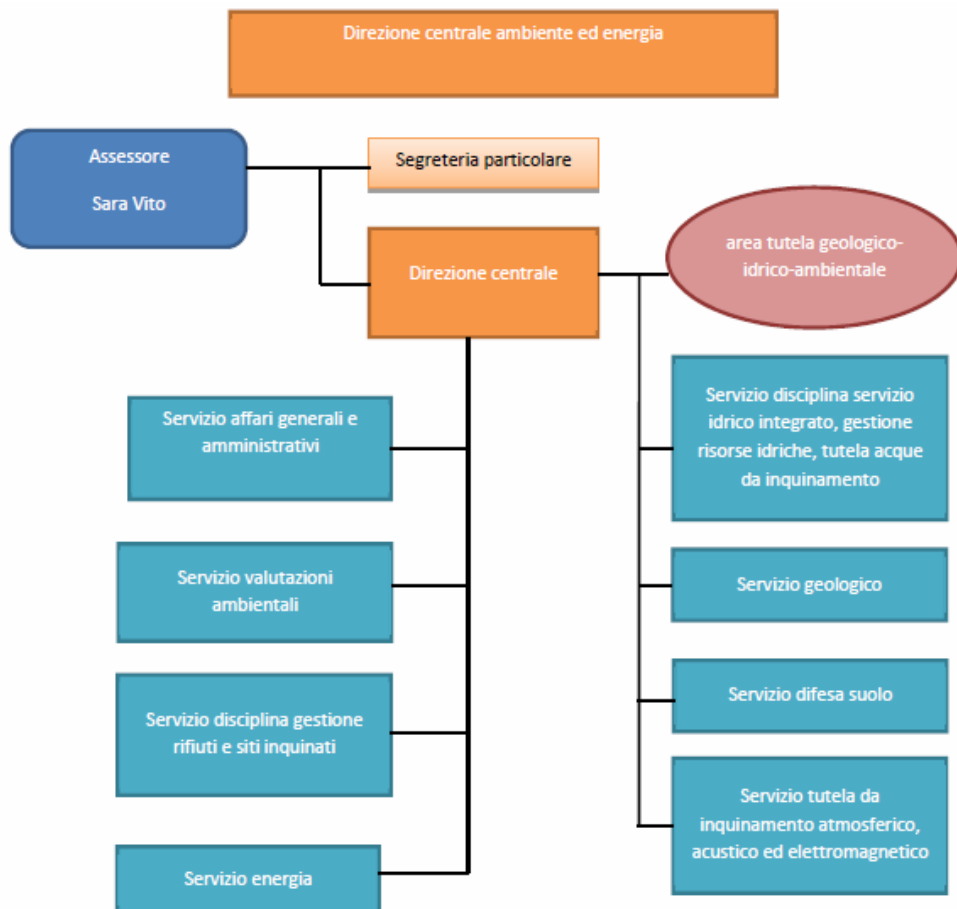 Direzione centrale ambiente ed energia
Assessore
Sara Vito
Segreteria particolare
Direzione centrale
area tutela geologico-
idrico-ambientale
Servizio affari generali e
amministrativi
Servizio valutazioni
ambientali
Servizio disciplina gestione
rifiuti e siti inquinati
Servizio energia
Servizio disciplina servizio
idrico integrato, gestione
risorse idriche, tutela acque
da inquinamento
Servizio geologico
Servizio difesa suolo
Servizio tutela da
inquinamento atmosferico,
acustico ed elettromagnetico